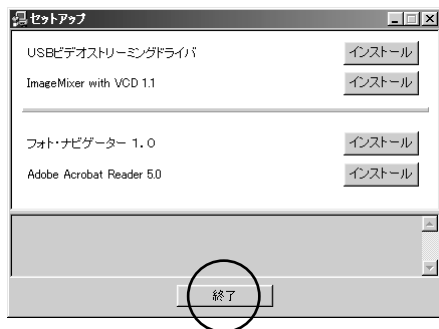 セットアップ
USBビデオストリーミングドライバ インストール
ImageMixer with VCD 1.1 インストール
フォト・ナビゲーター 1.0 インストール
Adobe Acrobat Reader 5.0 インストール
終了